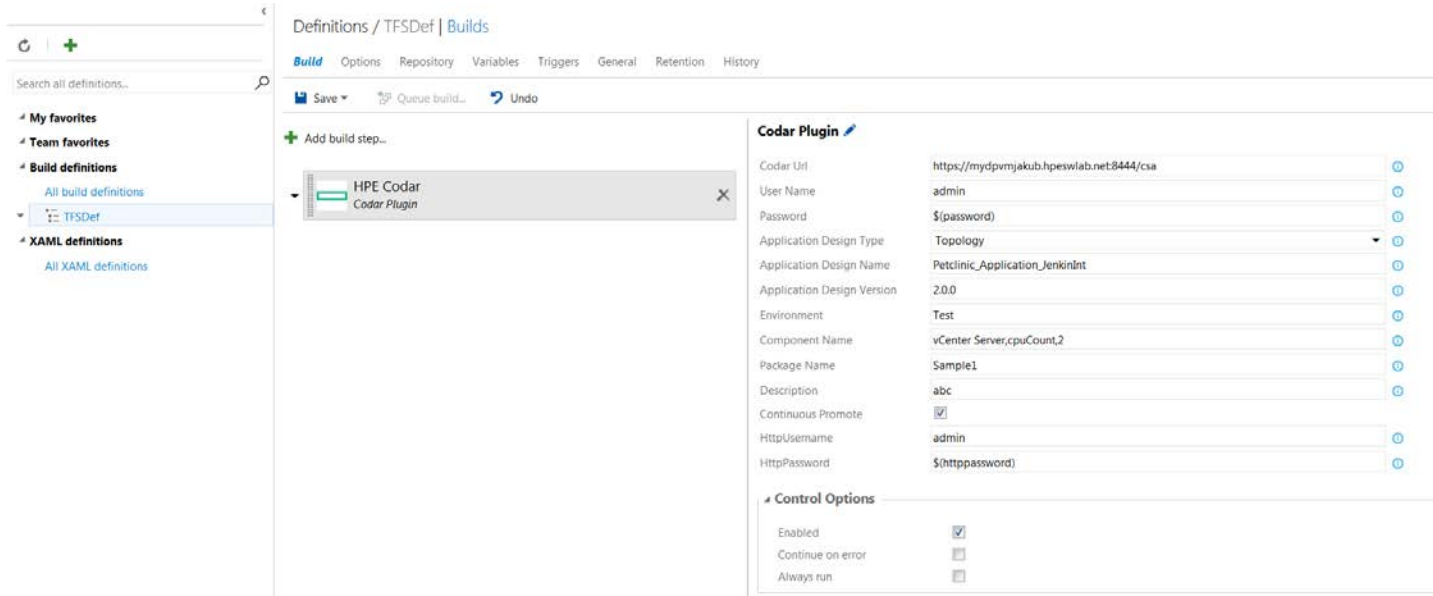 Definitions / TFSDef | Builds
Build Options Repository Variables Triggers General Retention History
Save Queue build... Undo
Search all definitions...
My favorites
Team favorites
Build definitions
All build definitions
TFSDef
XAML definitions
All XAML definitions
Add build step...
HPE Codar
Codar Plugin
Codar Plugin
Codar Url https://mydpvmjakub.hpeswlab.net:8444/csa
User Name admin
Password $(password)
Application Design Type Topology
Application Design Name Petclinic_Application_JenkinInt
Application Design Version 2.0.0
Environment Test
Component Name vCenter Server,cpuCount,2
Package Name Sample1
Description abc
Continuous Promote
HttpUsername admin
HttpPassword $(httppassword)
Control Options
Enabled
Continue on error
Always run